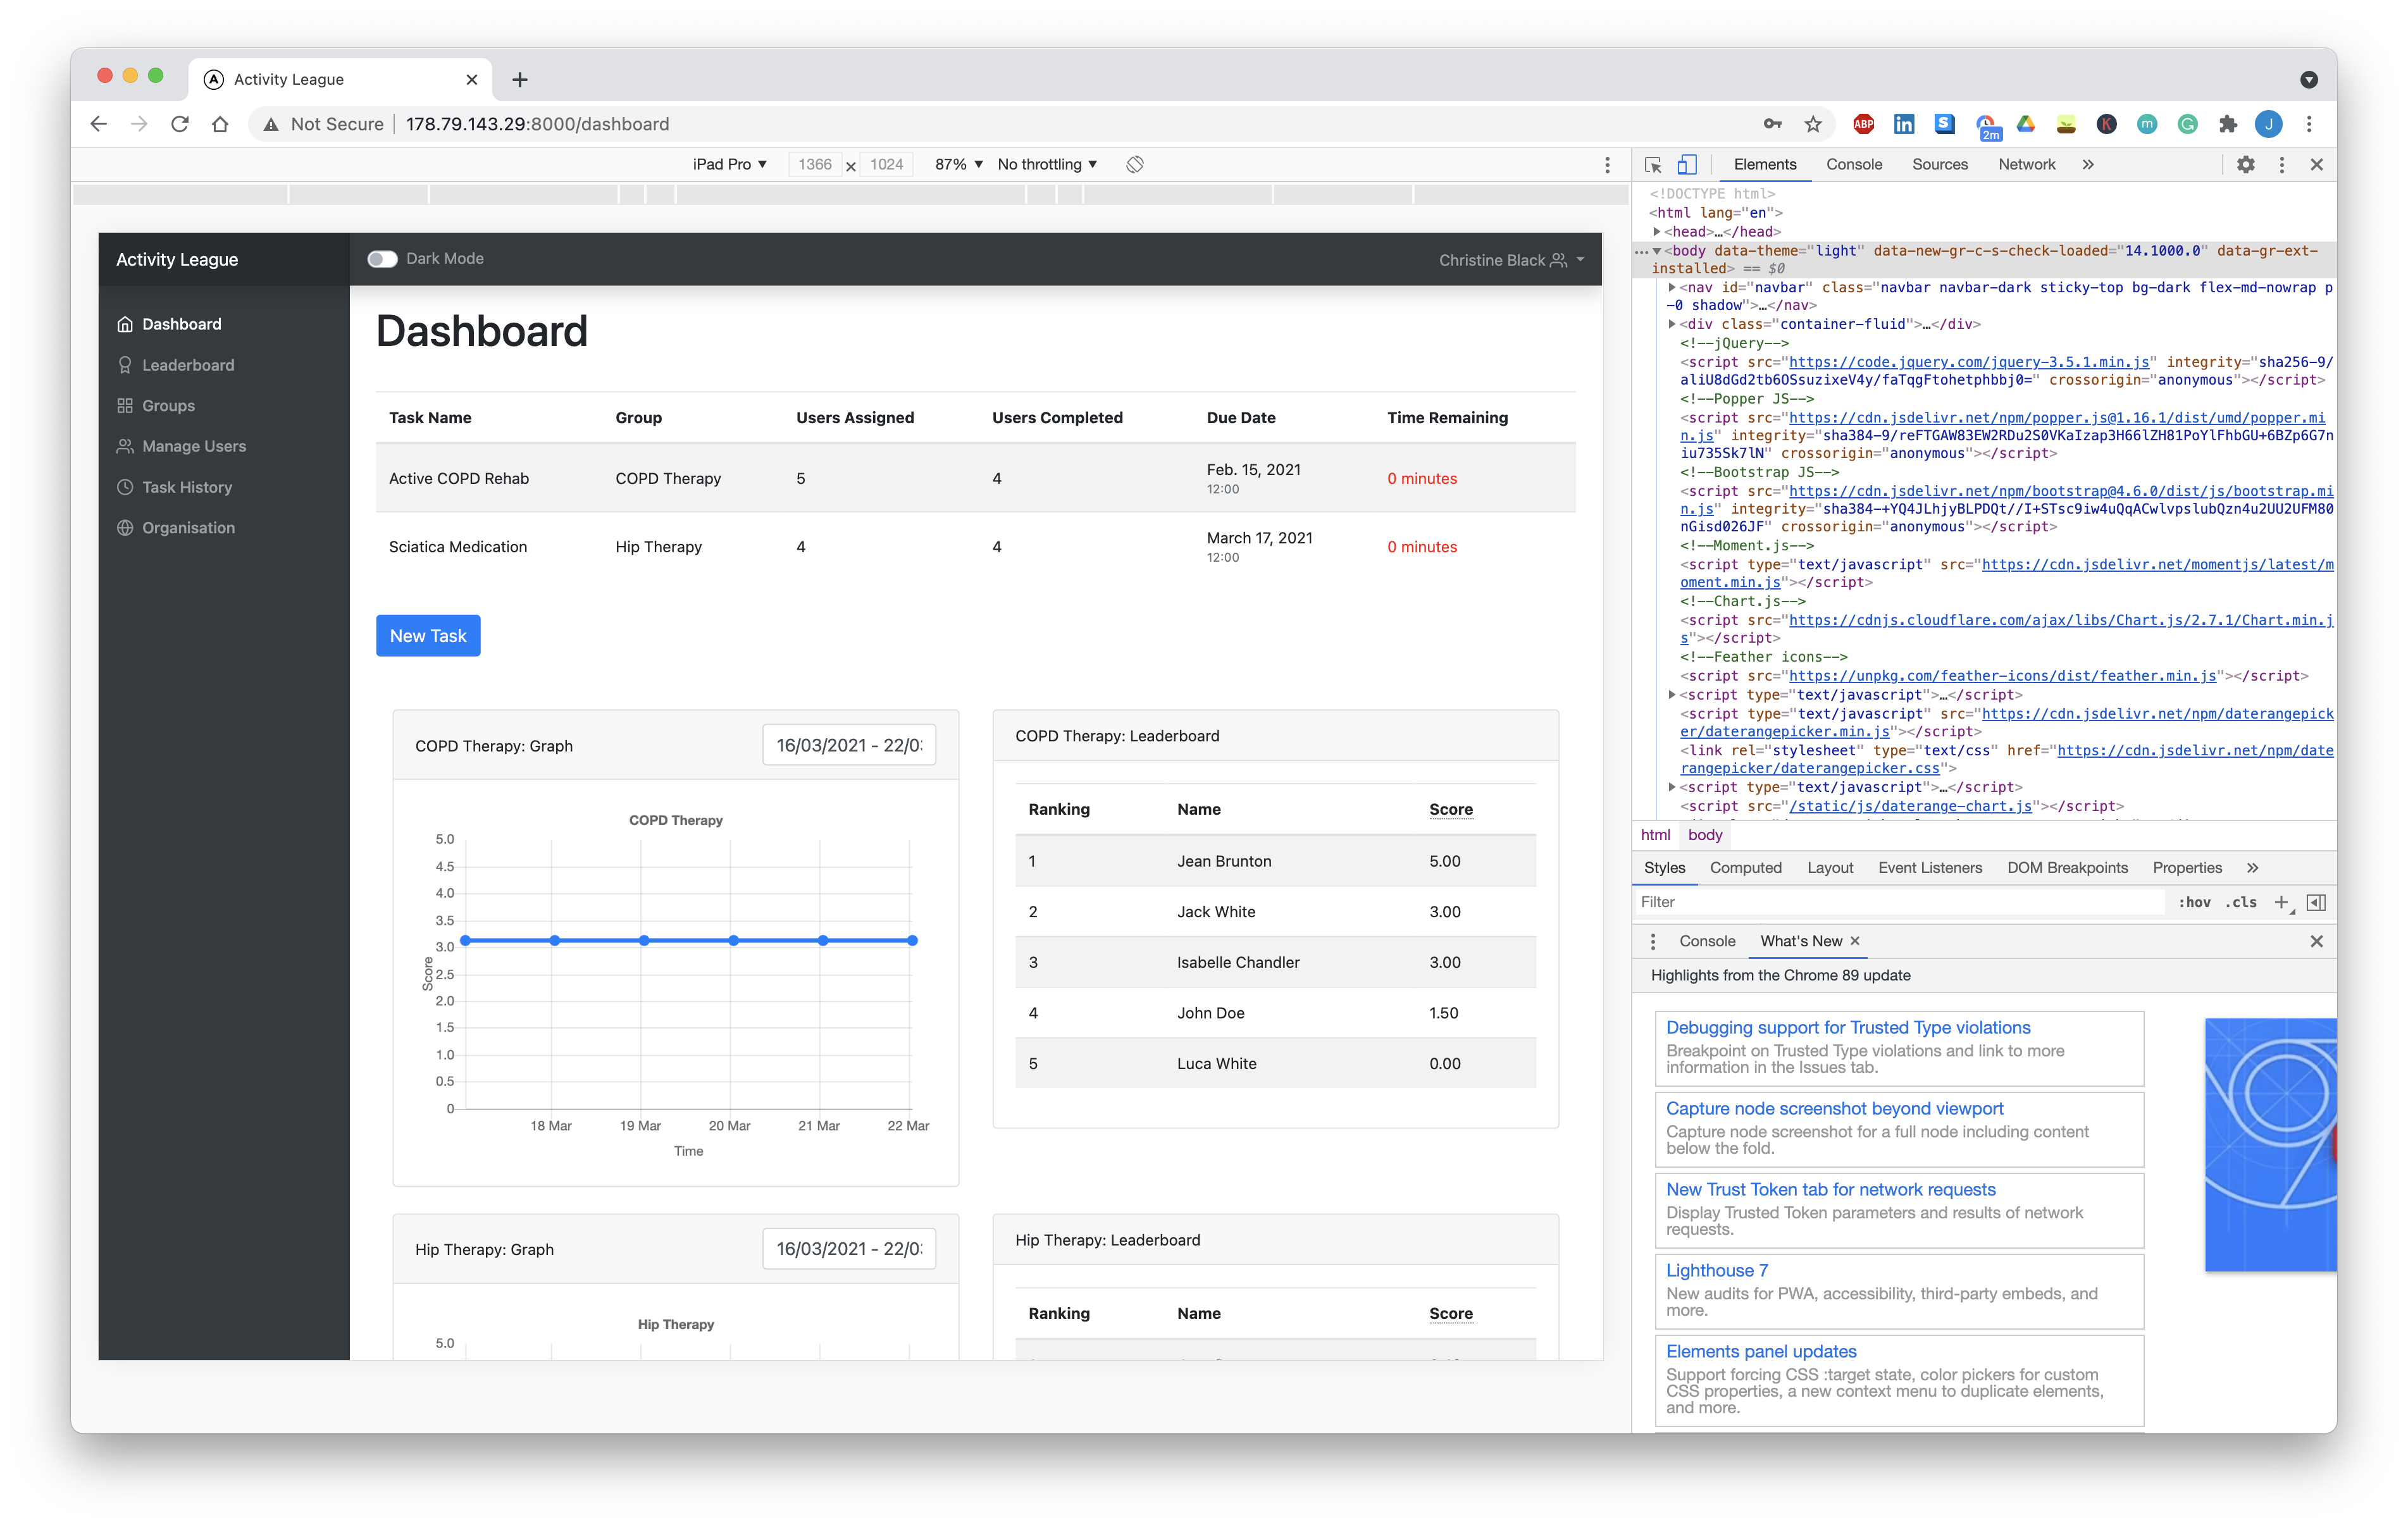 Activity League
Not Secure | 178.79.143.29:8000/dashboard
ABP
2m
J
iPad Pro 1366 x 1024 87% No throttling
Elements Console Sources Network
Activity League
Dark Mode
Christine Black
Dashboard
Leaderboard
Groups
Manage Users
Task History
Organisation
Dashboard
Task Name Group Users Assigned Users Completed Due Date Time Remaining
Active COPD Rehab COPD Therapy 5 4 Feb. 15, 2021 0 minutes
12:00
Sciatica Medication Hip Therapy 4 4 March 17, 2021 0 minutes
12:00
New Task
COPD Therapy: Graph 16/03/2021 - 22/03
COPD Therapy
5.0
4.5
4.0
3.5
3.0
2.5
2.0
1.5
1.0
0.5
0
Score
18 Mar 19 Mar 20 Mar 21 Mar 22 Mar
Time
COPD Therapy: Leaderboard
Ranking Name Score
1 Jean Brunton 5.00
2 Jack White 3.00
3 Isabelle Chandler 3.00
4 John Doe 1.50
5 Luca White 0.00
Hip Therapy: Graph 16/03/2021 - 22/03
Hip Therapy
5.0
Hip Therapy: Leaderboard
Ranking Name Score
<!DOCTYPE html>
<html lang="en">
<head>…</head>
<body data-theme="light" data-new-gr-c-s-check-loaded="14.1000.0" data-gr-ext-
installed> == $0
<nav id="navbar" class="navbar navbar-dark sticky-top bg-dark flex-md-nowrap p
-0 shadow">…</nav>
<div class="container-fluid">…</div>
<!--jQuery-->
<script src="https://code.jquery.com/jquery-3.5.1.min.js" integrity="sha256-9/
aliU8dGd2tb6OSsuzixeV4y/faTqgFtohetphbbj0=" crossorigin="anonymous"></script>
<!--Popper JS-->
<script src="https://cdn.jsdelivr.net/npm/popper.js@1.16.1/dist/umd/popper.mi
n.js" integrity="sha384-9/reFTGAW83EW2RDu2S0VKaIzap3H66lZH81PoYlFhbGU+6BZp6G7n
iu735Sk7lN" crossorigin="anonymous"></script>
<!--Bootstrap JS-->
<script src="https://cdn.jsdelivr.net/npm/bootstrap@4.6.0/dist/js/bootstrap.mi
n.js" integrity="sha384-+YQ4JLhjyBLPDQt//I+STsc9iw4uQqACwlvpslubQzn4u2UU2UFM80
nGisd026JF" crossorigin="anonymous"></script>
<!--Moment.js-->
<script type="text/javascript" src="https://cdn.jsdelivr.net/momentjs/latest/m
oment.min.js"></script>
<!--Chart.js-->
<script src="https://cdnjs.cloudflare.com/ajax/libs/Chart.js/2.7.1/Chart.min.j
s"></script>
<!--Feather icons-->
<script src="https://unpkg.com/feather-icons/dist/feather.min.js"></script>
<script type="text/javascript">…</script>
<script type="text/javascript" src="https://cdn.jsdelivr.net/npm/daterangepick
er/daterangepicker.min.js"></script>
<link rel="stylesheet" type="text/css" href="https://cdn.jsdelivr.net/npm/date
rangepicker/daterangepicker.css">
<script type="text/javascript">…</script>
<script src="/static/js/daterange-chart.js"></script>
html body
Styles Computed Layout Event Listeners DOM Breakpoints Properties
Filter :hov .cls
Console What's New
Highlights from the Chrome 89 update
Debugging support for Trusted Type violations
Breakpoint on Trusted Type violations and link to more
information in the Issues tab.
Capture node screenshot beyond viewport
Capture node screenshot for a full node including content
below the fold.
New Trust Token tab for network requests
Display Trusted Token parameters and results of network
requests.
Lighthouse 7
New audits for PWA, accessibility, third-party embeds, and
more.
Elements panel updates
Support forcing CSS :target state, color pickers for custom
CSS properties, a new context menu to duplicate elements,
and more.